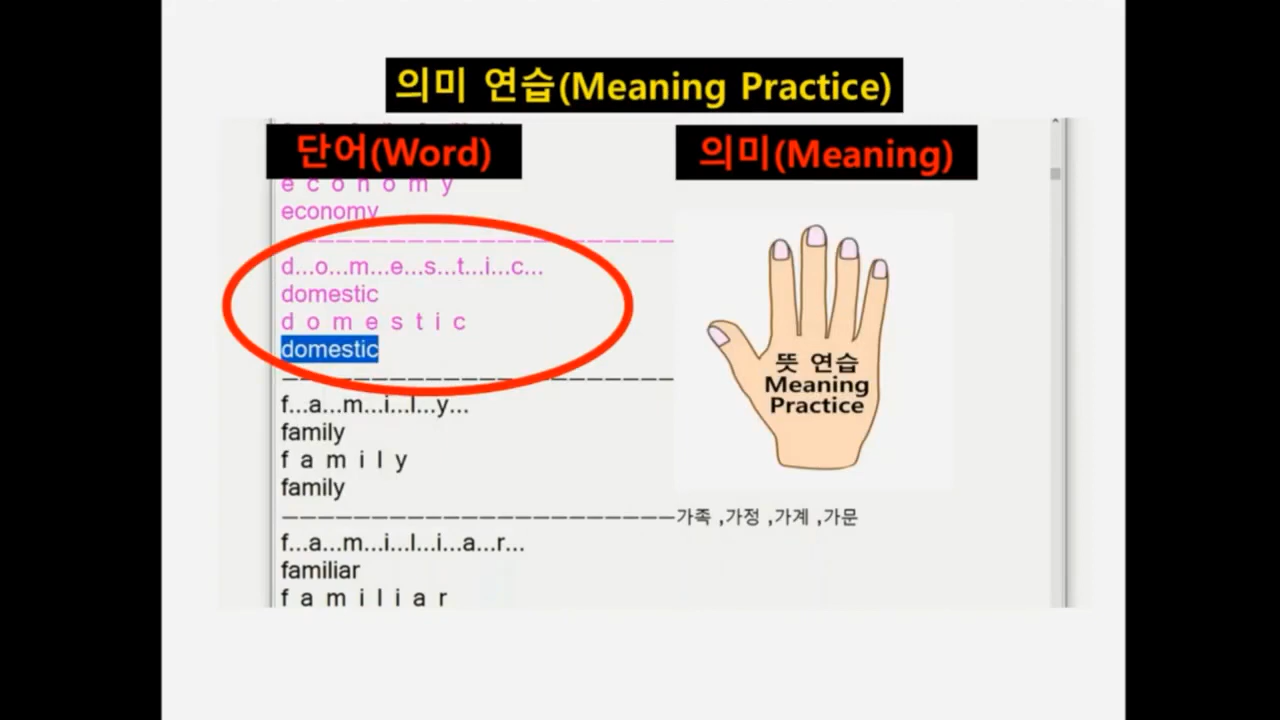 의미 연습(Meaning Practice)
단어(Word)
의미(Meaning)
e c o n o m y
economy
d...o...m...e...s...t...i...c...
domestic
d o m e s t i c
domestic
f...a...m...i...l...y...
family
f a m i l y
family
가족 ,가정 ,가계 ,가문
f...a...m...i...l...i...a...r...
familiar
f a m i l i a r
뜻 연습
Meaning
Practice